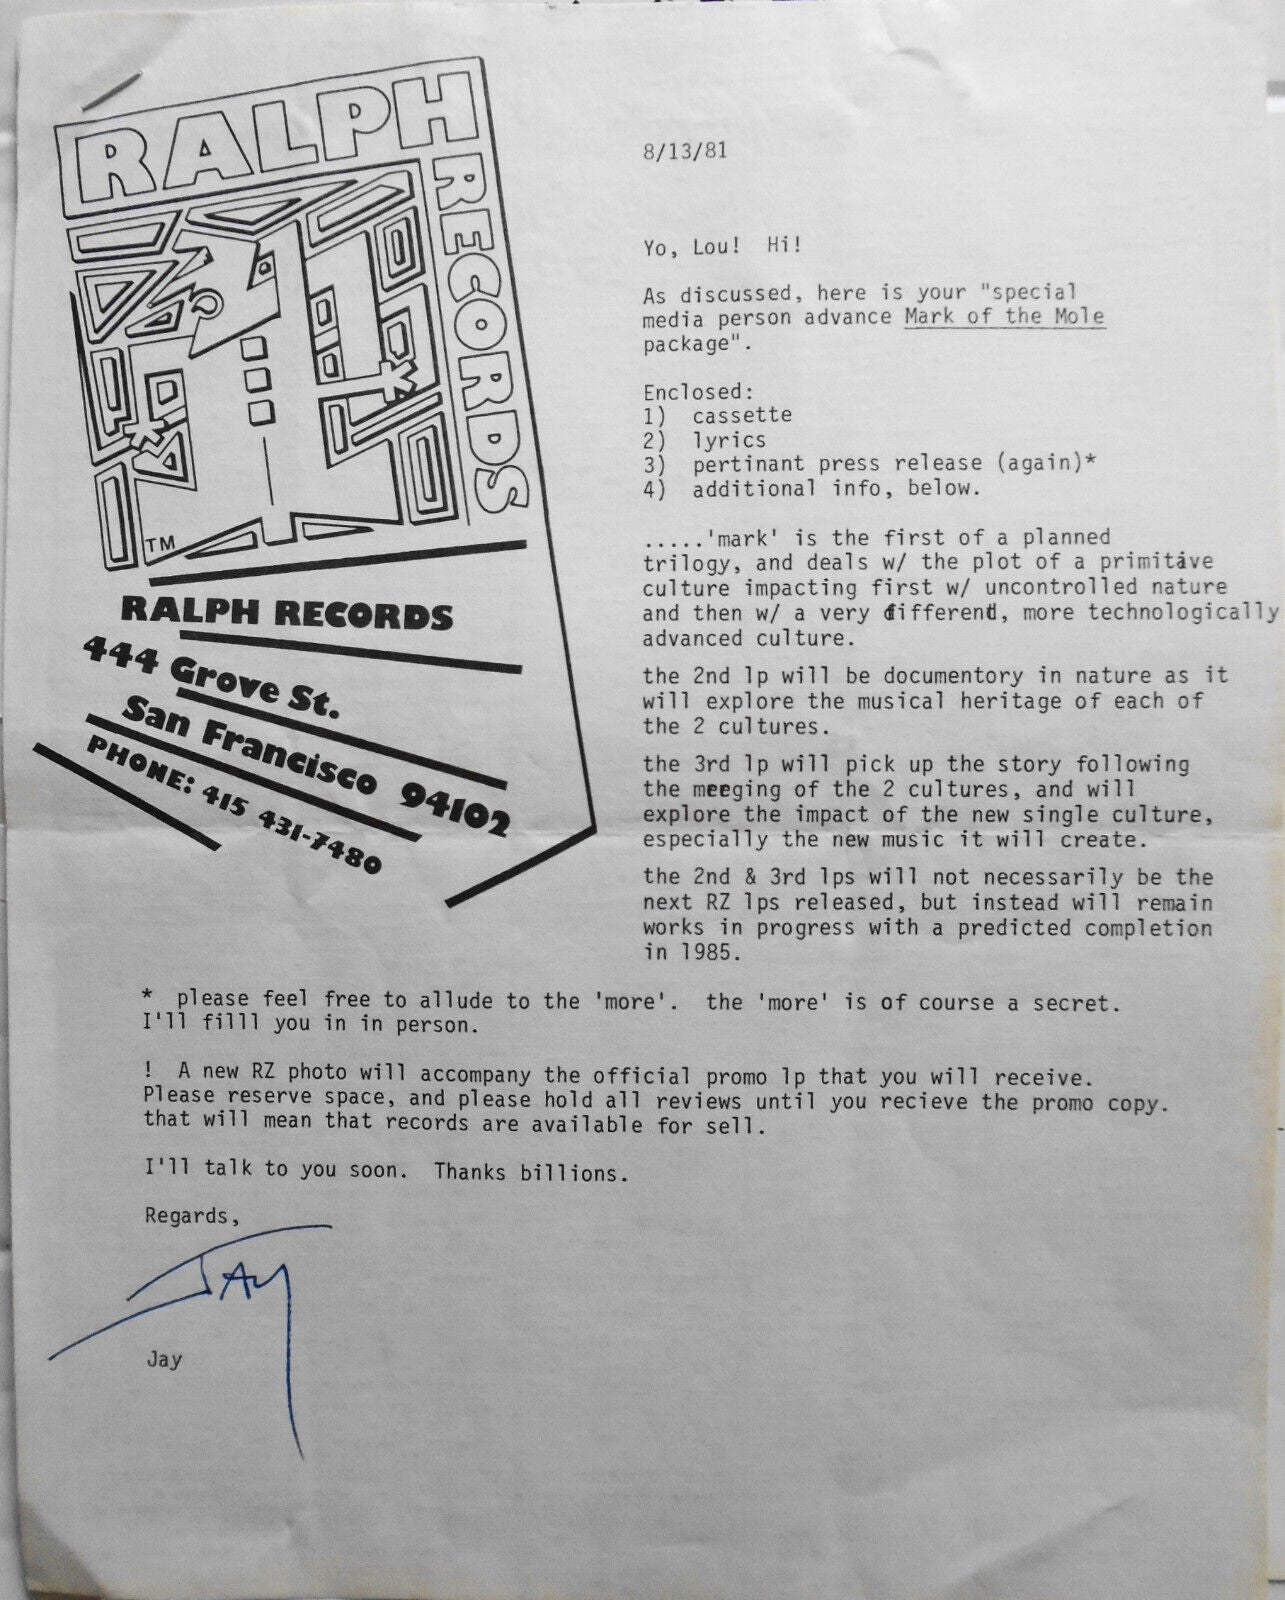 RALPH
RECORDS
TM
RALPH RECORDS
444 Grove St.
San Francisco 94102
PHONE: 415 431-7480
8/13/81
Yo, Lou!  Hi!
As discussed, here is your "special
media person advance Mark of the Mole
package".
Enclosed:
1)  cassette
2)  lyrics
3)  pertinant press release (again)*
4)  additional info, below.
.....'mark' is the first of a planned
trilogy, and deals w/ the plot of a primitive
culture impacting first w/ uncontrolled nature
and then w/ a very different, more technologically
advanced culture.
the 2nd lp will be documentory in nature as it
will explore the musical heritage of each of
the 2 cultures.
the 3rd lp will pick up the story following
the merging of the 2 cultures, and will
explore the impact of the new single culture,
especially the new music it will create.
the 2nd & 3rd lps will not necessarily be the
next RZ lps released, but instead will remain
works in progress with a predicted completion
in 1985.
*  please feel free to allude to the 'more'.  the 'more' is of course a secret.
I'll filll you in in person.
!  A new RZ photo will accompany the official promo lp that you will receive.
Please reserve space, and please hold all reviews until you recieve the promo copy.
that will mean that records are available for sell.
I'll talk to you soon.  Thanks billions.
Regards,
JAY
Jay